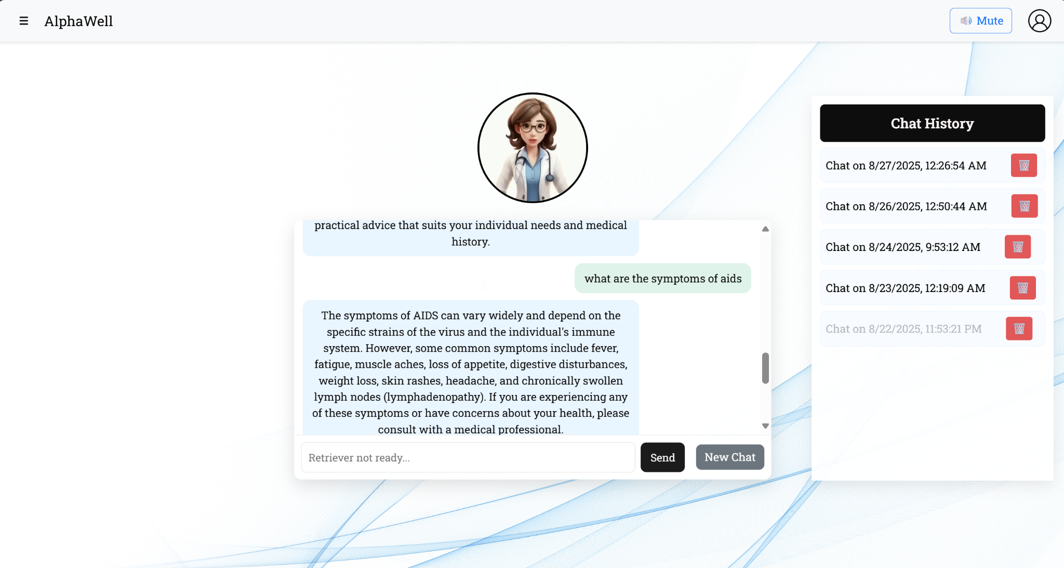 ☰ AlphaWell
Mute
practical advice that suits your individual needs and medical
history.
what are the symptoms of aids
The symptoms of AIDS can vary widely and depend on the
specific strains of the virus and the individual's immune
system. However, some common symptoms include fever,
fatigue, muscle aches, loss of appetite, digestive disturbances,
weight loss, skin rashes, headache, and chronically swollen
lymph nodes (lymphadenopathy). If you are experiencing any
of these symptoms or have concerns about your health, please
consult with a medical professional.
Retriever not ready...
Send
New Chat
Chat History
Chat on 8/27/2025, 12:26:54 AM
Chat on 8/26/2025, 12:50:44 AM
Chat on 8/24/2025, 9:53:12 AM
Chat on 8/23/2025, 12:19:09 AM
Chat on 8/22/2025, 11:53:21 PM